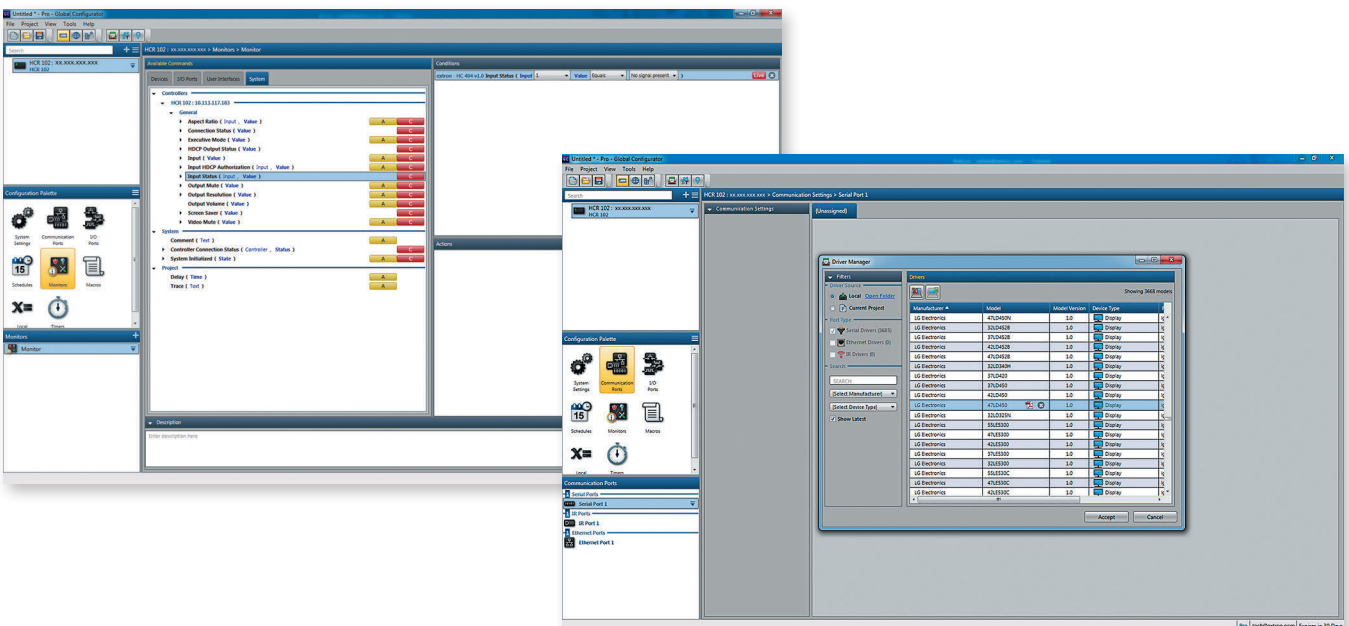 Untitled * - Pro - Global Configurator
File Project View Tools Help
Search
HCR 102 : xx.xxx.xxx.xxx
HCR 102
Configuration Palette
System Settings
Communication Ports
I/O Ports
Schedules
Monitors
Macros
Local
Timers
Monitors
Monitor
HCR 102 : xx.xxx.xxx.xxx > Monitors > Monitor
Available Commands
Devices I/O Ports User Interfaces System
Controllers
HCR 102 : 10.113.117.103
General
Aspect Ratio ( Input , Value ) A C
Connection Status ( Value ) C
Executive Mode ( Value ) A C
HDCP Output Status ( Value ) C
Input ( Value ) A C
Input HDCP Authorization ( Input , Value ) A C
Input Status ( Input , Value ) C
Output Mute ( Value ) A C
Output Resolution ( Value ) A C
Output Volume ( Value ) A C
Screen Saver ( Value ) C
Video Mute ( Value ) A C
System
Comment ( Text ) A
Controller Connection Status ( Controller , Status ) C
System Initialized ( State ) A C
Project
Delay ( Time ) A
Trace ( Text ) A
Conditions
extron - HC 404 v1.0 Input Status ( Input 1 Value Equals No signal present ) Live
Actions
Description
Enter description here
Untitled * - Pro - Global Configurator
File Project View Tools Help
Search
HCR 102 : xx.xxx.xxx.xxx
HCR 102
Configuration Palette
System Settings
Communication Ports
I/O Ports
Schedules
Monitors
Macros
Local
Timers
Communication Ports
1 Serial Ports
Serial Port 1
1 IR Ports
IR Port 1
1 Ethernet Ports
Ethernet Port 1
HCR 102 : xx.xxx.xxx.xxx > Communication Settings > Serial Port 1
Communication Settings
(Unassigned)
Driver Manager
Filters
Driver Source
Local Open Folder
Current Project
Port Type
Serial Drivers (3683)
Ethernet Drivers (0)
IR Drivers (0)
Search
SEARCH
[Select Manufacturer]
[Select Device Type]
Show Latest
Drivers
Showing 3668 models
Manufacturer Model Model Version Device Type
LG Electronics 47LD450N 1.0 Display
LG Electronics 32LD452B 1.0 Display
LG Electronics 37LD452B 1.0 Display
LG Electronics 42LD452B 1.0 Display
LG Electronics 47LD452B 1.0 Display
LG Electronics 32LD340H 1.0 Display
LG Electronics 37LD420 1.0 Display
LG Electronics 37LD450 1.0 Display
LG Electronics 42LD450 1.0 Display
LG Electronics 47LD450 1.0 Display
LG Electronics 32LD325N 1.0 Display
LG Electronics 55LE5300 1.0 Display
LG Electronics 47LE5300 1.0 Display
LG Electronics 42LE5300 1.0 Display
LG Electronics 37LE5300 1.0 Display
LG Electronics 32LE5300 1.0 Display
LG Electronics 55LE530C 1.0 Display
LG Electronics 47LE530C 1.0 Display
LG Electronics 42LE530C 1.0 Display
Accept Cancel